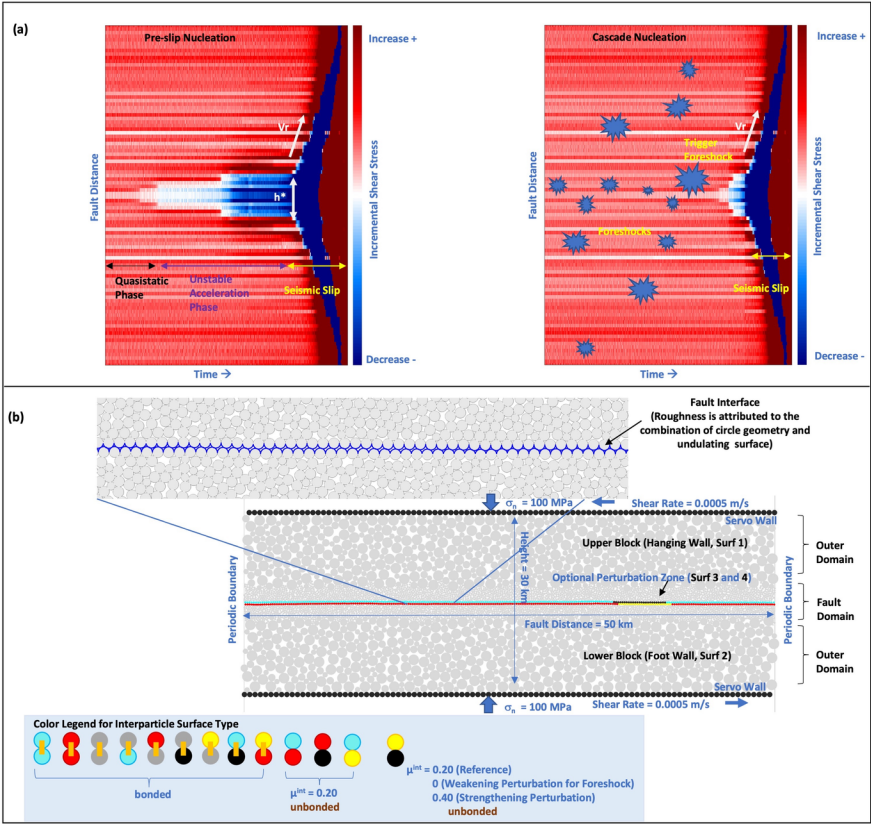 (a)
Pre-slip Nucleation
Increase +
Vr
h*
Fault Distance
Incremental Shear Stress
Quasistatic
Phase
Unstable
Acceleration
Phase
Seismic Slip
Decrease -
Time →
Cascade Nucleation
Increase +
Vr
Trigger
Foreshock
Foreshocks
Fault Distance
Incremental Shear Stress
Seismic Slip
Decrease -
Time →
(b)
Fault Interface
(Roughness is attributed to the
combination of circle geometry and
undulating surface)
σn = 100 MPa
Shear Rate = 0.0005 m/s
Servo Wall
Upper Block (Hanging Wall, Surf 1)
Outer
Domain
Height = 30 km
Optional Perturbation Zone (Surf 3 and 4)
Periodic Boundary
Periodic Boundary
Fault
Domain
Fault Distance = 50 km
Lower Block (Foot Wall, Surf 2)
Outer
Domain
Servo Wall
σn = 100 MPa
Shear Rate = 0.0005 m/s
Color Legend for Interparticle Surface Type
bonded
μint = 0.20
unbonded
μint = 0.20 (Reference)
0 (Weakening Perturbation for Foreshock)
0.40 (Strengthening Perturbation)
unbonded